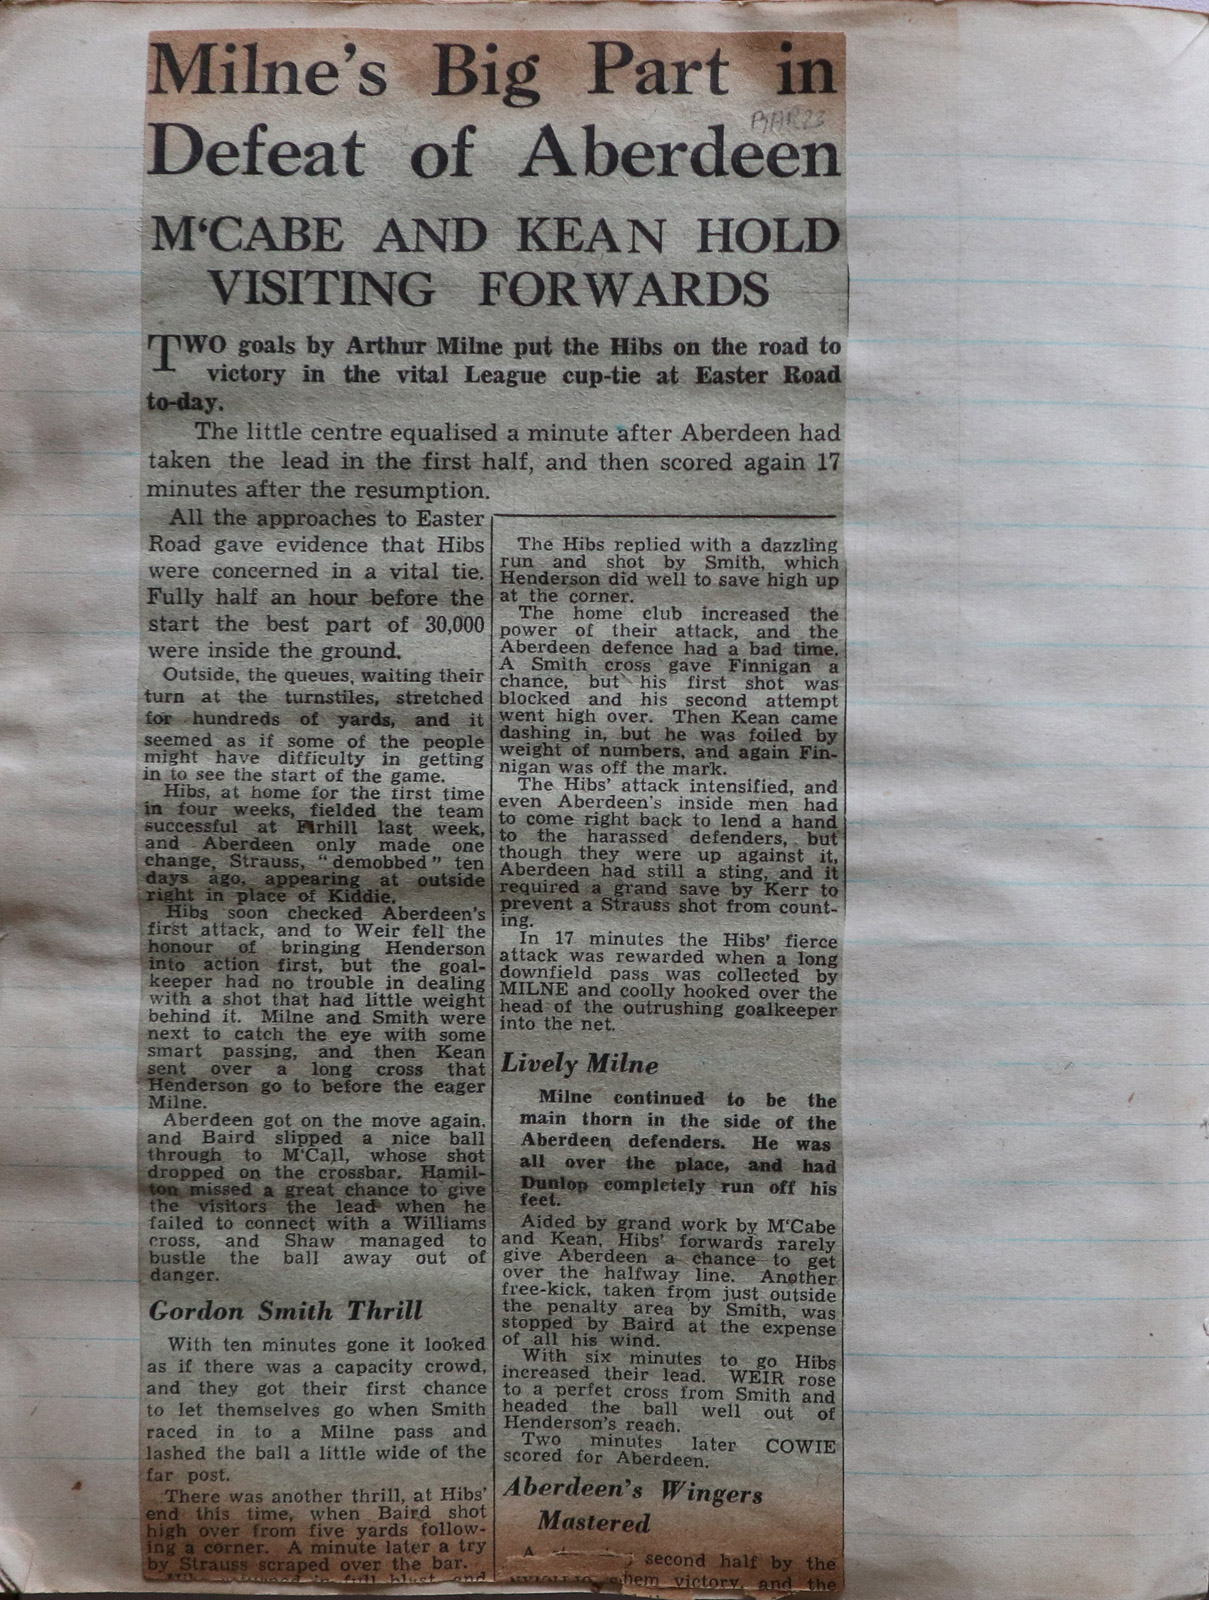 Milne's Big Part in
Defeat of Aberdeen
M'CABE AND KEAN HOLD
VISITING FORWARDS
TWO goals by Arthur Milne put the Hibs on the road to
victory in the vital League cup-tie at Easter Road
to-day.
The little centre equalised a minute after Aberdeen had
taken the lead in the first half, and then scored again 17
minutes after the resumption.
All the approaches to Easter
Road gave evidence that Hibs
were concerned in a vital tie.
Fully half an hour before the
start the best part of 30,000
were inside the ground.
Outside, the queues, waiting their
turn at the turnstiles, stretched
for hundreds of yards, and it
seemed as if some of the people
might have difficulty in getting
in to see the start of the game.
Hibs, at home for the first time
in four weeks, fielded the team
successful at Firhill last week,
and Aberdeen only made one
change, Strauss, "demobbed" ten
days ago, appearing at outside
right in place of Kiddie.
Hibs soon checked Aberdeen's
first attack, and to Weir fell the
honour of bringing Henderson
into action first, but the goal-
keeper had no trouble in dealing
with a shot that had little weight
behind it. Milne and Smith were
next to catch the eye with some
smart passing, and then Kean
sent over a long cross that
Henderson go to before the eager
Milne.
Aberdeen got on the move again,
and Baird slipped a nice ball
through to M'Call, whose shot
dropped on the crossbar. Hamil-
ton missed a great chance to give
the visitors the lead when he
failed to connect with a Williams
cross, and Shaw managed to
bustle the ball away out of
danger.
Gordon Smith Thrill
With ten minutes gone it looked
as if there was a capacity crowd,
and they got their first chance
to let themselves go when Smith
raced in to a Milne pass and
lashed the ball a little wide of the
far post.
There was another thrill, at Hibs'
end this time, when Baird shot
high over from five yards follow-
ing a corner. A minute later a try
by Strauss scraped over the bar.
in full blast and
The Hibs replied with a dazzling
run and shot by Smith, which
Henderson did well to save high up
at the corner.
The home club increased the
power of their attack, and the
Aberdeen defence had a bad time.
A Smith cross gave Finnigan a
chance, but his first shot was
blocked and his second attempt
went high over. Then Kean came
dashing in, but he was foiled by
weight of numbers, and again Fin-
nigan was off the mark.
The Hibs' attack intensified, and
even Aberdeen's inside men had
to come right back to lend a hand
to the harassed defenders, but
though they were up against it,
Aberdeen had still a sting, and it
required a grand save by Kerr to
prevent a Strauss shot from count-
ing.
In 17 minutes the Hibs' fierce
attack was rewarded when a long
downfield pass was collected by
MILNE and coolly hooked over the
head of the outrushing goalkeeper
into the net.
Lively Milne
Milne continued to be the
main thorn in the side of the
Aberdeen defenders. He was
all over the place, and had
Dunlop completely run off his
feet.
Aided by grand work by M'Cabe
and Kean, Hibs' forwards rarely
give Aberdeen a chance to get
over the halfway line. Another
free-kick, taken from just outside
the penalty area by Smith, was
stopped by Baird at the expense
of all his wind.
With six minutes to go Hibs
increased their lead. WEIR rose
to a perfet cross from Smith and
headed the ball well out of
Henderson's reach.
Two minutes later COWIE
scored for Aberdeen.
Aberdeen's Wingers
Mastered
A second half by the
them victory, and the